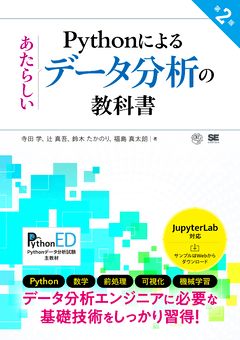 第2版
Pythonによる
あたらしい
データ分析の
教科書
寺田 学、辻 真吾、鈴木 たかのり、福島 真太朗 著
SE
SHOEISHA
JupyterLab
対応
サンプルはWebから
ダウンロード
PythonED
Pythonデータ分析試験
主教材
Python 数学 前処理 可視化 機械学習
データ分析エンジニアに必要な
基礎技術をしっかり習得!